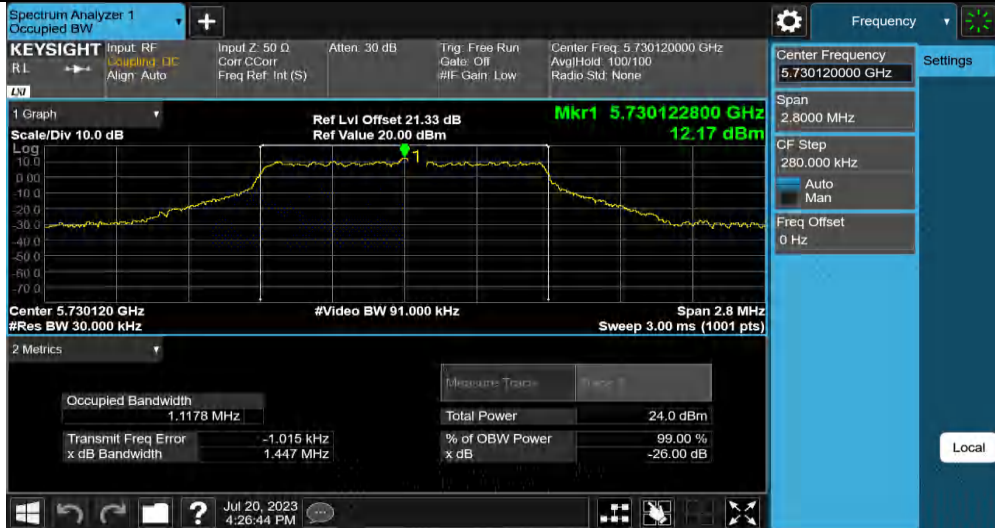 Spectrum Analyzer 1
Occupied BW
Frequency
KEYSIGHT
RL
LXI
Input: RF
Coupling: DC
Align: Auto
Input Z: 50 Ω
Corr CCorr
Freq Ref: Int (S)
Atten: 30 dB
Trig: Free Run
Gate: Off
#IF Gain: Low
Center Freq: 5.730120000 GHz
Avg|Hold: 100/100
Radio Std: None
Center Frequency
5.730120000 GHz
Settings
Span
2.8000 MHz
CF Step
280.000 kHz
Auto
Man
Freq Offset
0 Hz
1 Graph
Scale/Div 10.0 dB
Ref Lvl Offset 21.33 dB
Ref Value 20.00 dBm
Mkr1 5.730122800 GHz
12.17 dBm
Log
10.0
0.00
-10.0
-20.0
-30.0
-40.0
-50.0
-60.0
-70.0
1
Center 5.730120 GHz
#Res BW 30.000 kHz
#Video BW 91.000 kHz
Span 2.8 MHz
Sweep 3.00 ms (1001 pts)
2 Metrics
Measure Trace
Occupied Bandwidth
1.1178 MHz
Total Power 24.0 dBm
Transmit Freq Error -1.015 kHz
% of OBW Power 99.00 %
x dB Bandwidth 1.447 MHz
x dB -26.00 dB
Local
?
Jul 20, 2023
4:26:44 PM